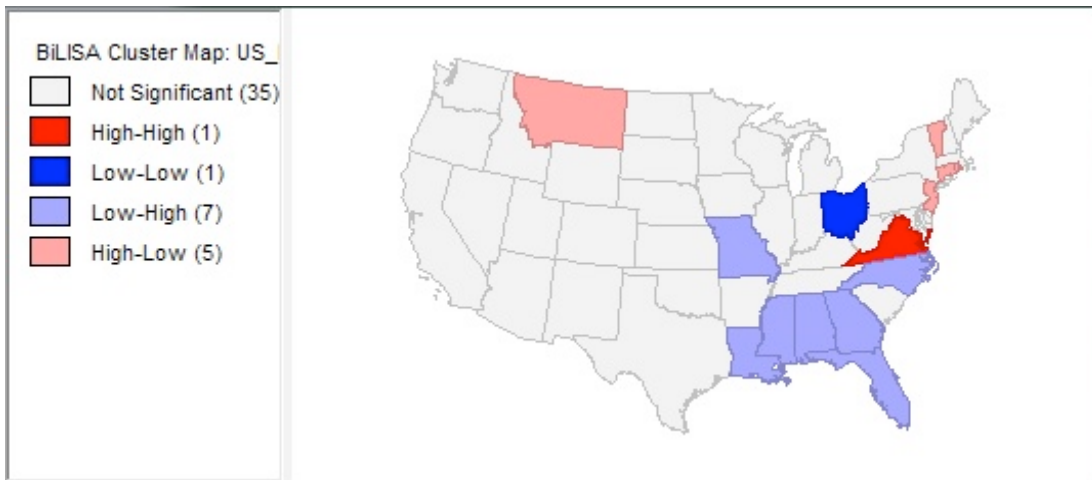 BiLISA Cluster Map: US_
Not Significant (35)
High-High (1)
Low-Low (1)
Low-High (7)
High-Low (5)